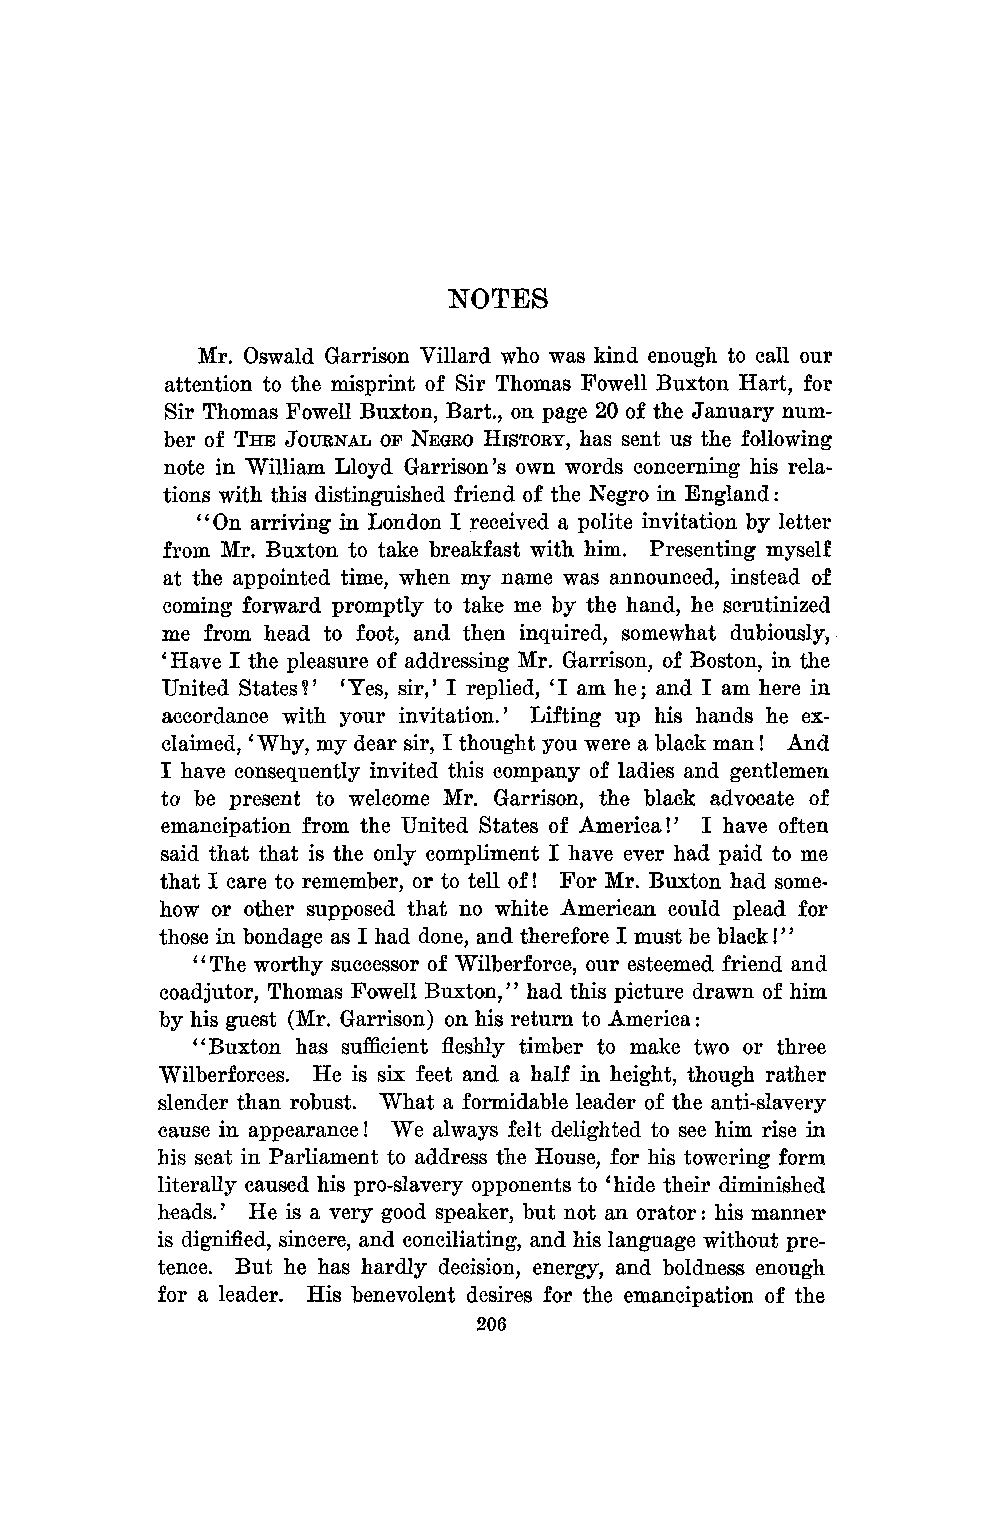 NOTES
Mr. Oswald Garrison Villard who was kind enough to call our
attention to the misprint of Sir Thomas Fowell Buxton Hart, for
Sir Thomas Fowell Buxton, Bart., on page 20 of the January num-
ber of THE JOURNAL OF NEGRO HISTORY, has sent us the following
note in William Lloyd Garrison's own words concerning his rela-
tions with this distinguished friend of the Negro in England:
"On arriving in London I received a polite invitation by letter
from Mr. Buxton to take breakfast with him. Presenting myself
at the appointed time, when my name was announced, instead of
coming forward promptly to take me by the hand, he scrutinized
me from head to foot, and then inquired, somewhat dubiously,
'Have I the pleasure of addressing Mr. Garrison, of Boston, in the
United States?' 'Yes, sir,' I replied, 'I am he; and I am here in
accordance with your invitation.' Lifting up his hands he ex-
claimed, 'Why, my dear sir, I thought you were a black man! And
I have consequently invited this company of ladies and gentlemen
to be present to welcome Mr. Garrison, the black advocate of
emancipation from the United States of America!' I have often
said that that is the only compliment I have ever had paid to me
that I care to remember, or to tell of! For Mr. Buxton had some-
how or other supposed that no white American could plead for
those in bondage as I had done, and therefore I must be black!"
"The worthy successor of Wilberforce, our esteemed friend and
coadjutor, Thomas Fowell Buxton," had this picture drawn of him
by his guest (Mr. Garrison) on his return to America:
"Buxton has sufficient fleshly timber to make two or three
Wilberforces. He is six feet and a half in height, though rather
slender than robust. What a formidable leader of the anti-slavery
cause in appearance! We always felt delighted to see him rise in
his seat in Parliament to address the House, for his towering form
literally caused his pro-slavery opponents to 'hide their diminished
heads.' He is a very good speaker, but not an orator: his manner
is dignified, sincere, and conciliating, and his language without pre-
tence. But he has hardly decision, energy, and boldness enough
for a leader. His benevolent desires for the emancipation of the
206